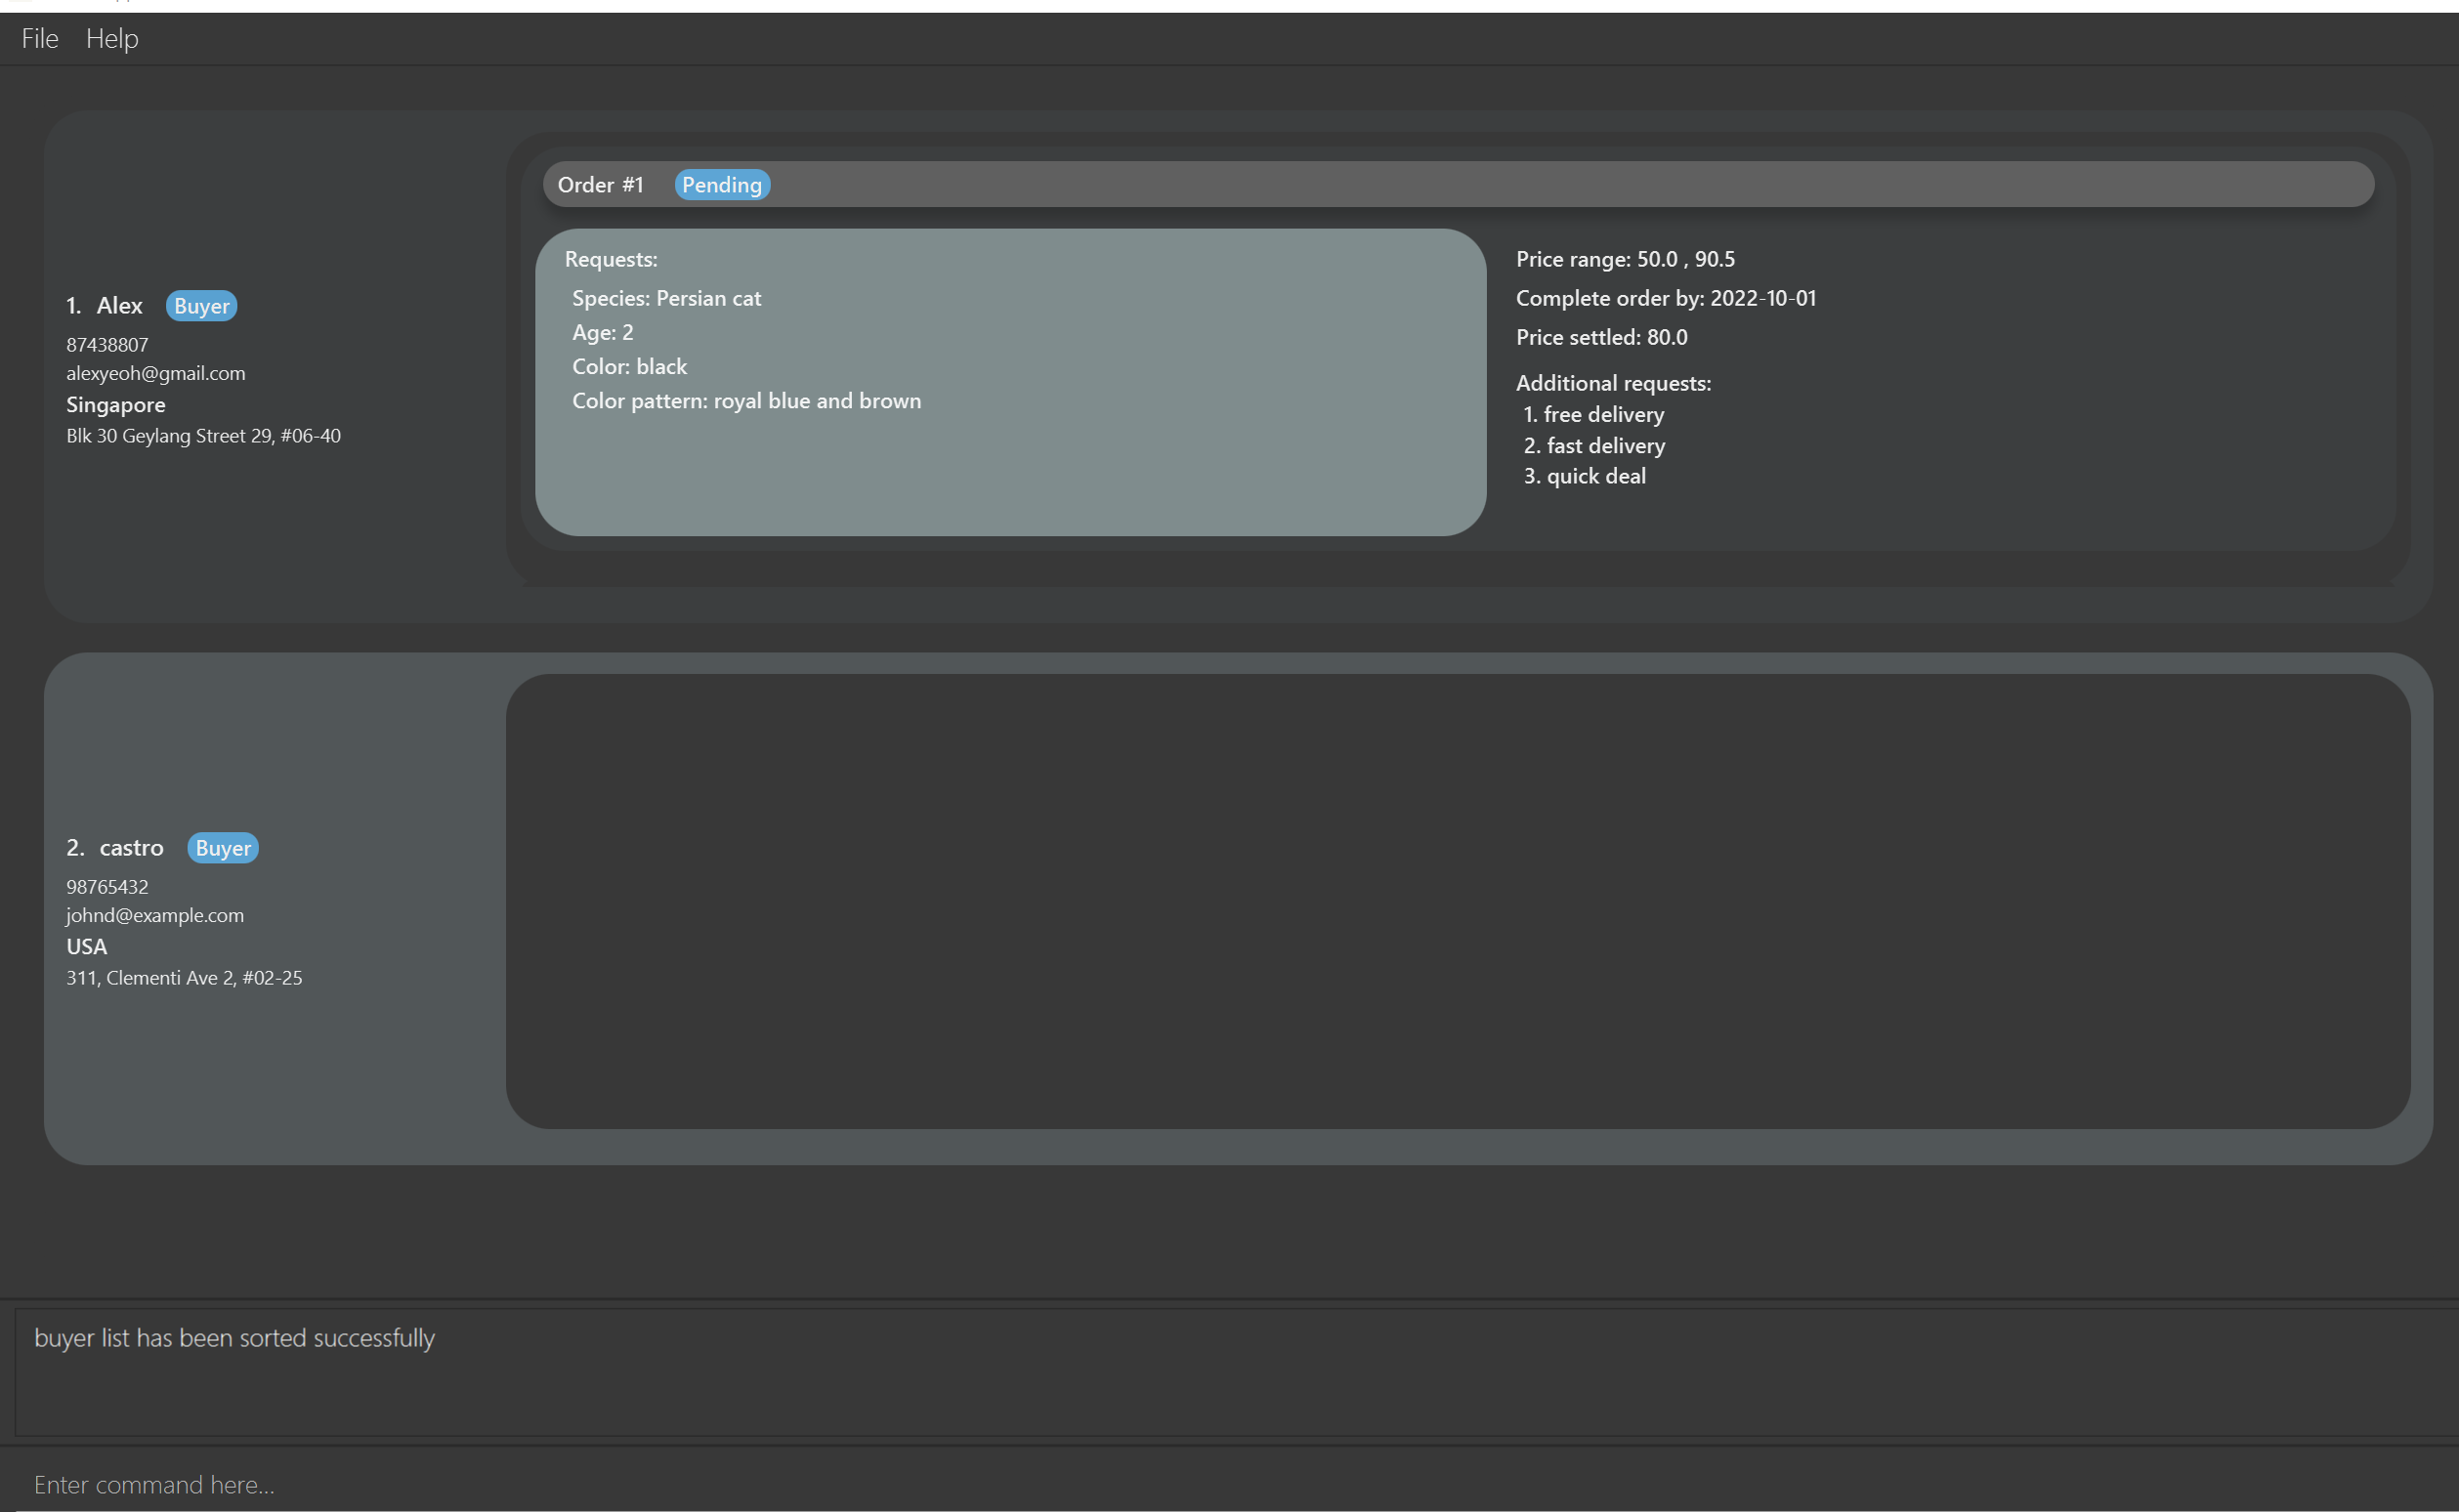 File Help
1. Alex Buyer
87438807
alexyeoh@gmail.com
Singapore
Blk 30 Geylang Street 29, #06-40
Order #1 Pending
Requests:
Species: Persian cat
Age: 2
Color: black
Color pattern: royal blue and brown
Price range: 50.0 , 90.5
Complete order by: 2022-10-01
Price settled: 80.0
Additional requests:
1. free delivery
2. fast delivery
3. quick deal
2. castro Buyer
98765432
johnd@example.com
USA
311, Clementi Ave 2, #02-25
buyer list has been sorted successfully
Enter command here...